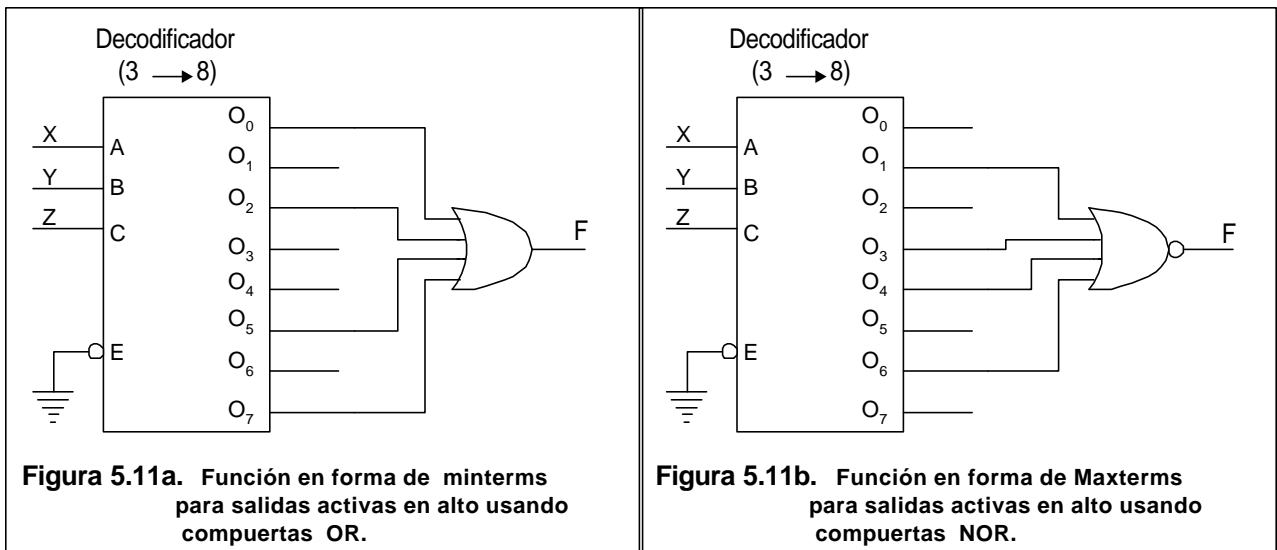 Decodificador
(3 → 8)
X
A
Y
B
Z
C
E
O0
O1
O2
O3
O4
O5
O6
O7
F
Figura 5.11a. Función en forma de minterms
para salidas activas en alto usando
compuertas OR.
Decodificador
(3 → 8)
X
A
Y
B
Z
C
E
O0
O1
O2
O3
O4
O5
O6
O7
F
Figura 5.11b. Función en forma de Maxterms
para salidas activas en alto usando
compuertas NOR.